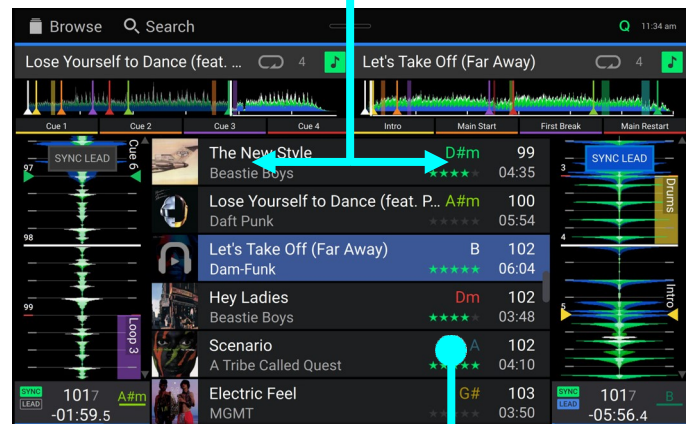 Browse Search Q 11:34 am
Lose Yourself to Dance (feat. ... 4 Let's Take Off (Far Away) 4
Cue 1 Cue 2 Cue 3 Cue 4 Intro Main Start First Break Main Restart
SYNC LEAD Cue 6 The New Style D#m 99 SYNC LEAD
97 Beastie Boys 04:35 3 Drums
Lose Yourself to Dance (feat. P... A#m 100
Daft Punk 05:54
98 Let's Take Off (Far Away) B 102 4
Dam-Funk 06:04
Hey Ladies Dm 102 Intro
99 Beastie Boys 03:48 5
Loop 3 Scenario A 102
A Tribe Called Quest 04:10
SYNC LEAD 1017 A#m Electric Feel G# 103 SYNC LEAD 1017 B
-01:59.5 MGMT 03:50 -05:56.4